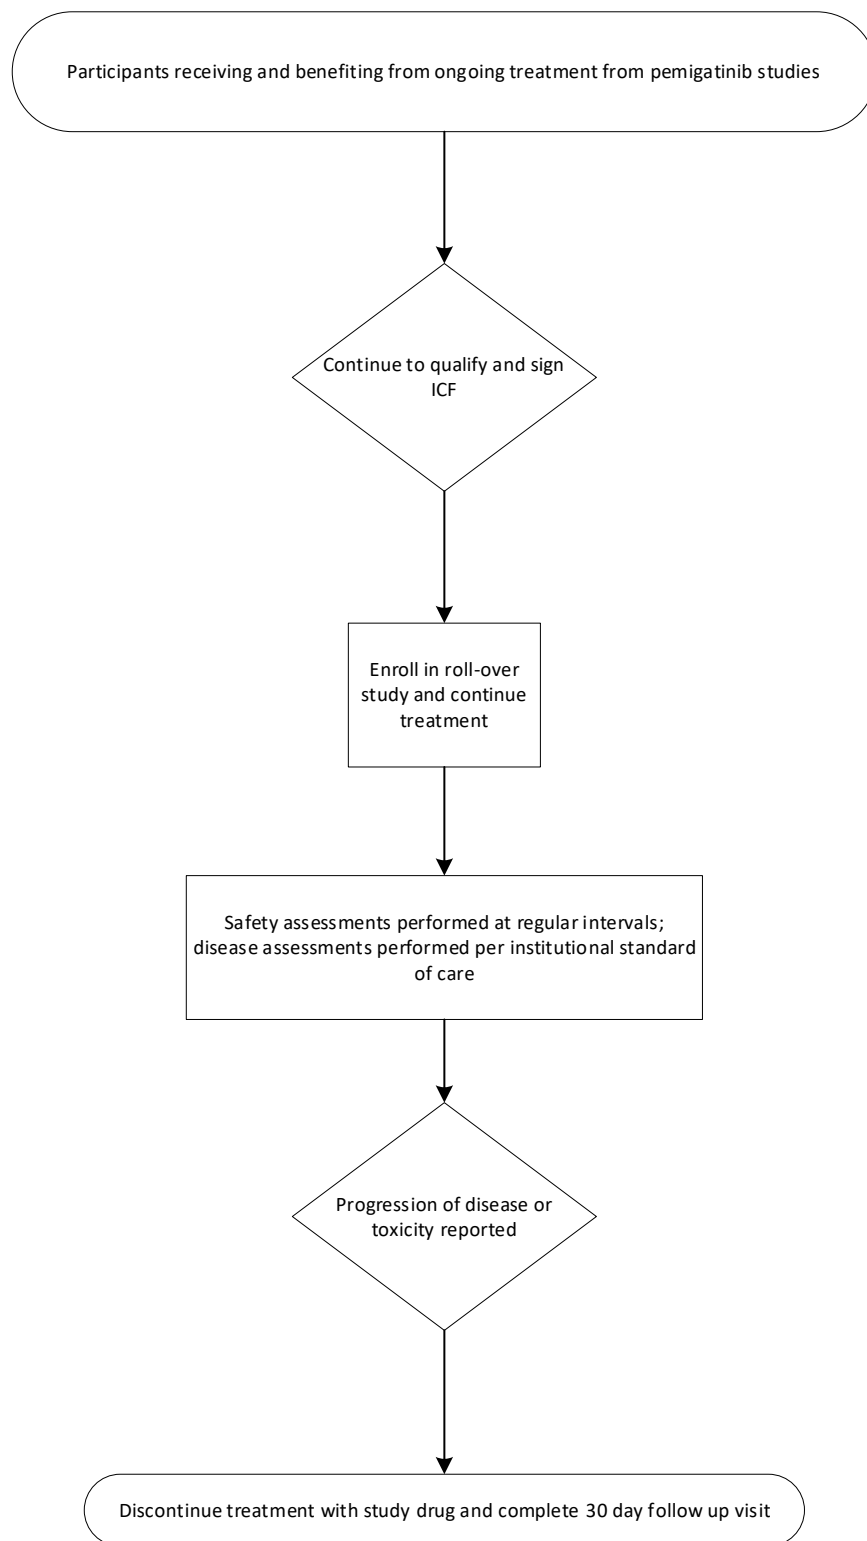 Participants receiving and benefiting from ongoing treatment from pemigatinib studies
Continue to qualify and sign
ICF
Enroll in roll-over
study and continue
treatment
Safety assessments performed at regular intervals;
disease assessments performed per institutional standard
of care
Progression of disease or
toxicity reported
Discontinue treatment with study drug and complete 30 day follow up visit